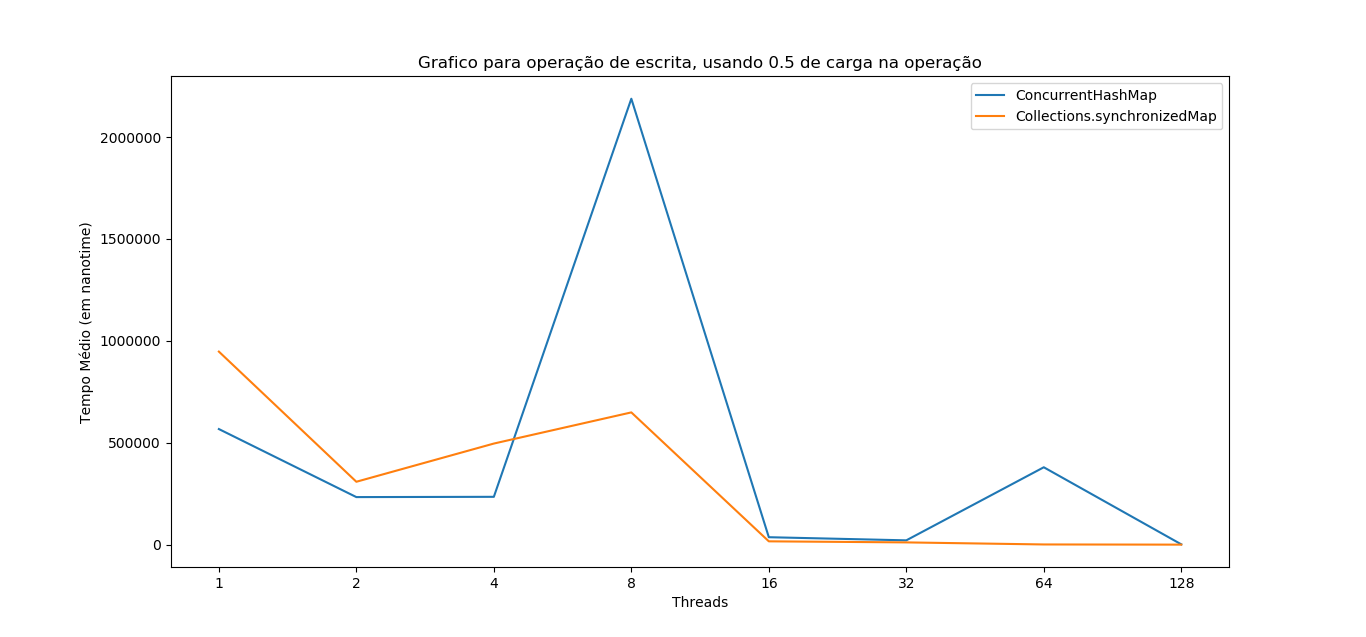 Grafico para operação de escrita, usando 0.5 de carga na operação
ConcurrentHashMap
Collections.synchronizedMap
Tempo Médio (em nanotime)
2000000
1500000
1000000
500000
0
1 2 4 8 16 32 64 128
Threads